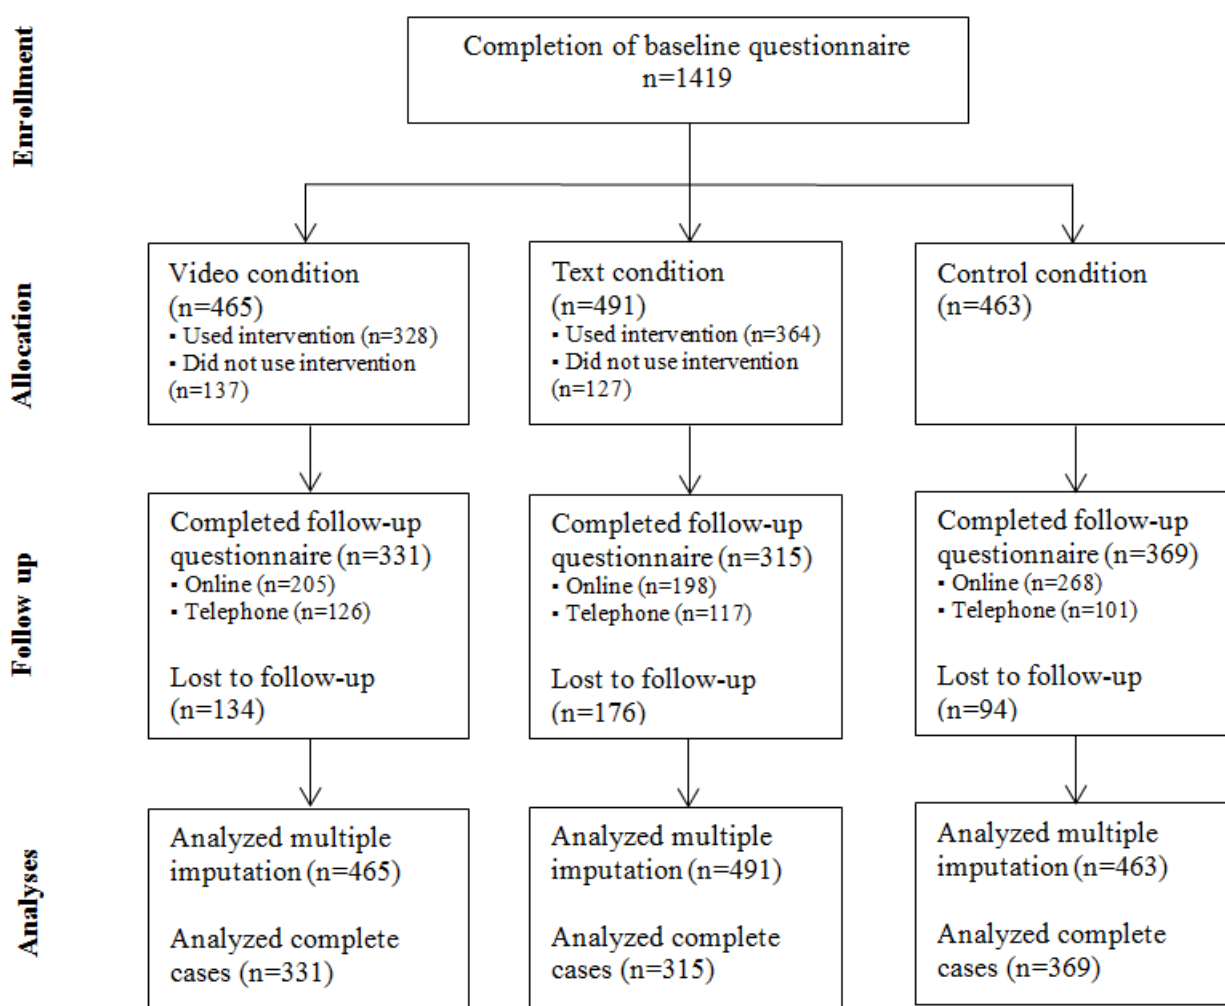 Enrollment
Completion of baseline questionnaire
n=1419
Allocation
Video condition
(n=465)
▪ Used intervention (n=328)
▪ Did not use intervention
(n=137)
Text condition
(n=491)
▪ Used intervention (n=364)
▪ Did not use intervention
(n=127)
Control condition
(n=463)
Follow up
Completed follow-up
questionnaire (n=331)
▪ Online (n=205)
▪ Telephone (n=126)
Lost to follow-up
(n=134)
Completed follow-up
questionnaire (n=315)
▪ Online (n=198)
▪ Telephone (n=117)
Lost to follow-up
(n=176)
Completed follow-up
questionnaire (n=369)
▪ Online (n=268)
▪ Telephone (n=101)
Lost to follow-up
(n=94)
Analyses
Analyzed multiple
imputation (n=465)
Analyzed complete
cases (n=331)
Analyzed multiple
imputation (n=491)
Analyzed complete
cases (n=315)
Analyzed multiple
imputation (n=463)
Analyzed complete
cases (n=369)